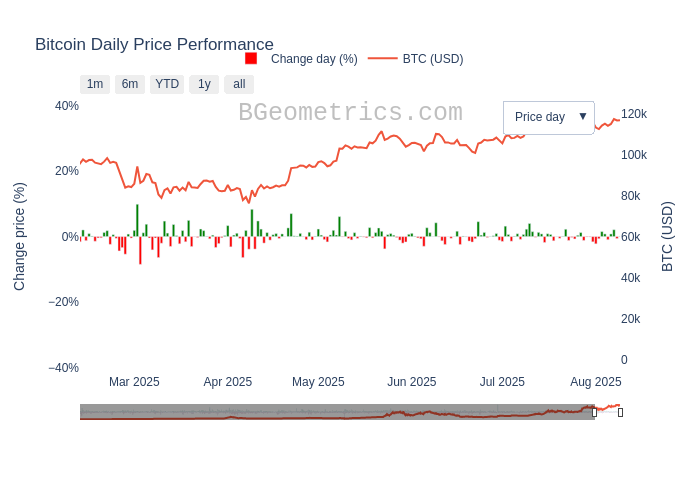 Bitcoin Daily Price Performance
Change day (%)
BTC (USD)
1m
6m
YTD
1y
all
BGeometrics.com
Price day ▼
40%
20%
0%
−20%
−40%
Change price (%)
120k
100k
80k
60k
40k
20k
0
BTC (USD)
Mar 2025
Apr 2025
May 2025
Jun 2025
Jul 2025
Aug 2025